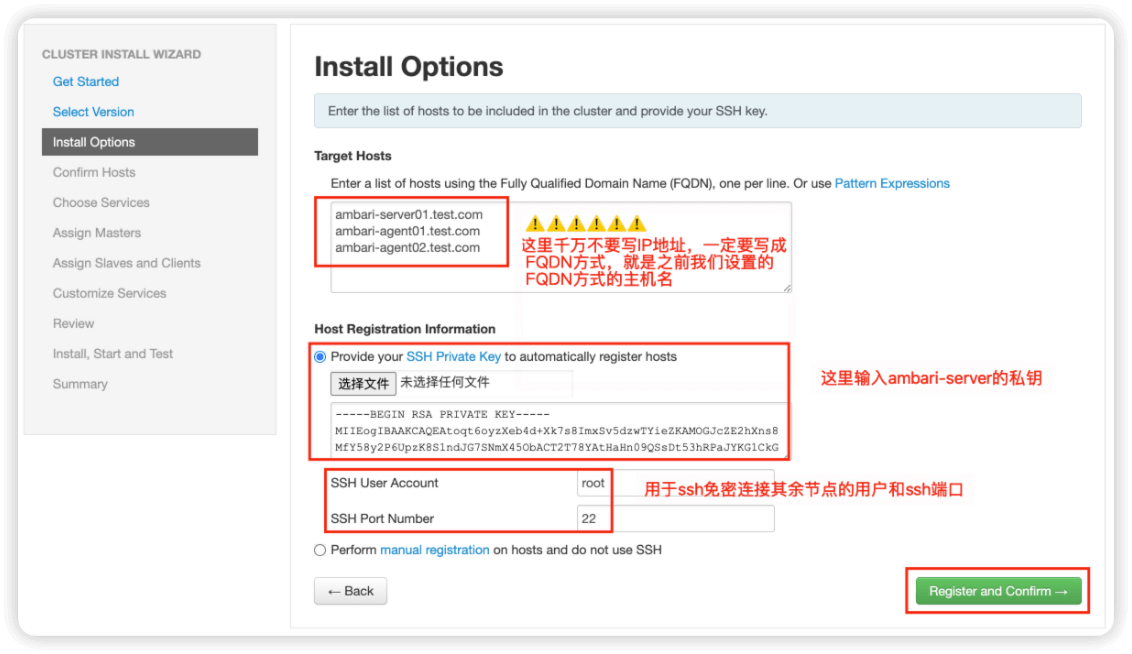 CLUSTER INSTALL WIZARD
Get Started
Select Version
Install Options
Confirm Hosts
Choose Services
Assign Masters
Assign Slaves and Clients
Customize Services
Review
Install, Start and Test
Summary
Install Options
Enter the list of hosts to be included in the cluster and provide your SSH key.
Target Hosts
Enter a list of hosts using the Fully Qualified Domain Name (FQDN), one per line. Or use Pattern Expressions
ambari-server01.test.com
ambari-agent01.test.com
ambari-agent02.test.com
这里千万不要写IP地址，一定要写成
FQDN方式，就是之前我们设置的
FQDN方式的主机名
Host Registration Information
Provide your SSH Private Key to automatically register hosts
选择文件 未选择任何文件
-----BEGIN RSA PRIVATE KEY-----
MIIEogIBAAKCAQEAtoqt6oyzXeb4d+Xk7s8ImxSv5dzwTYieZKAMOGJcZE2hXns8
MfY58y2P6UpzK8S1ndJG7SNmX45ObACT2T78YAtHaHn09QSsDt53hRPaJYKGlCkG
这里输入ambari-server的私钥
SSH User Account root
用于ssh免密连接其余节点的用户和ssh端口
SSH Port Number 22
Perform manual registration on hosts and do not use SSH
← Back
Register and Confirm →